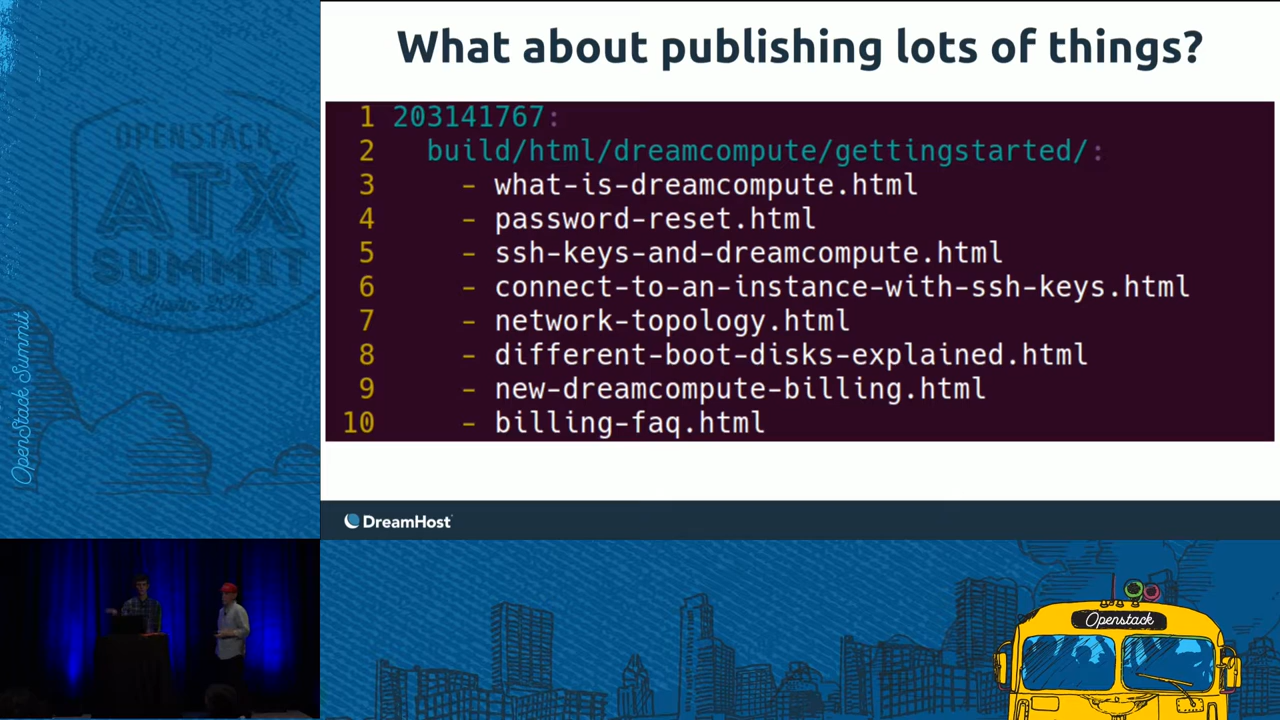 What about publishing lots of things?
1 203141767:
2 build/html/dreamcompute/gettingstarted/:
3 - what-is-dreamcompute.html
4 - password-reset.html
5 - ssh-keys-and-dreamcompute.html
6 - connect-to-an-instance-with-ssh-keys.html
7 - network-topology.html
8 - different-boot-disks-explained.html
9 - new-dreamcompute-billing.html
10 - billing-faq.html
DreamHost
OPENSTACK
ATX
SUMMIT
OpenStack Summit
Openstack